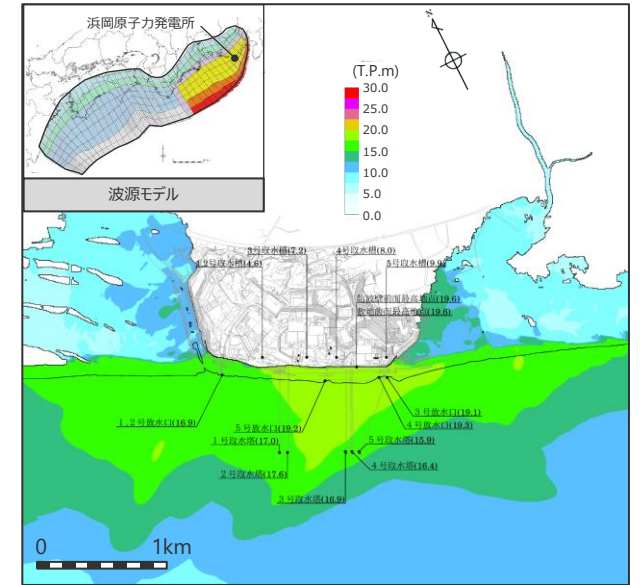 浜岡原子力発電所
波源モデル
(T.P.m)
30.0
25.0
20.0
15.0
10.0
5.0
0.0
3号取水槽(7.2)
4号取水槽(8.0)
1,2号取水槽(4.6)
5号取水槽(9.9)
防波壁前面最高地点(19.6)
敷地前面最高地点(19.6)
1,2号放水口(16.9)
5号放水口(19.2)
3号放水口(19.1)
4号放水口(19.3)
1号取水塔(17.0)
5号取水塔(15.9)
2号取水塔(17.6)
4号取水塔(16.4)
3号取水塔(16.9)
0 1km